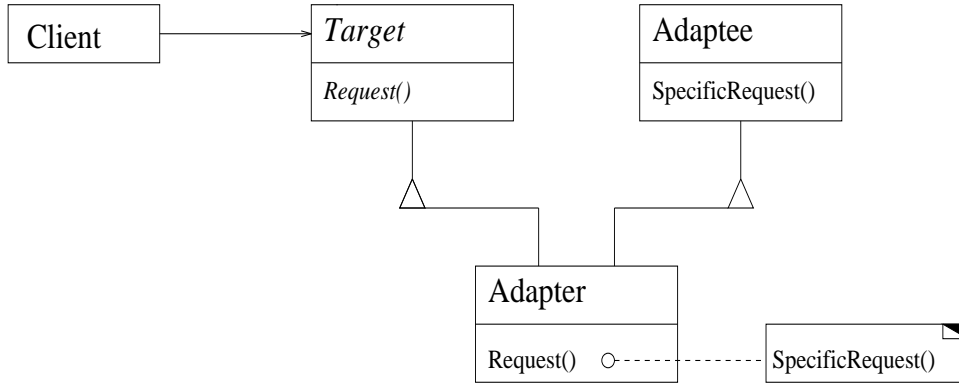 Client
Target
Request()
Adaptee
SpecificRequest()
Adapter
Request()
SpecificRequest()